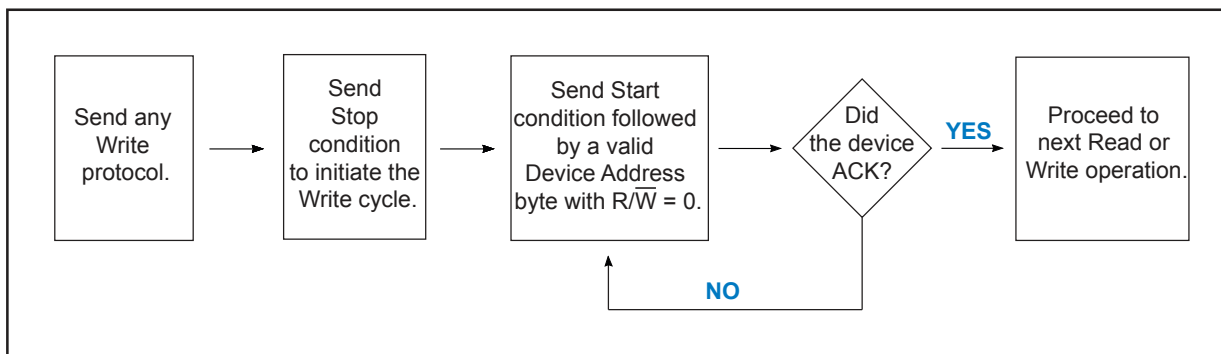 Send any
Write
protocol.
Send
Stop
condition
to initiate the
Write cycle.
Send Start
condition followed
by a valid
Device Address
byte with R/W̅ = 0.
Did
the device
ACK?
YES
Proceed to
next Read or
Write operation.
NO